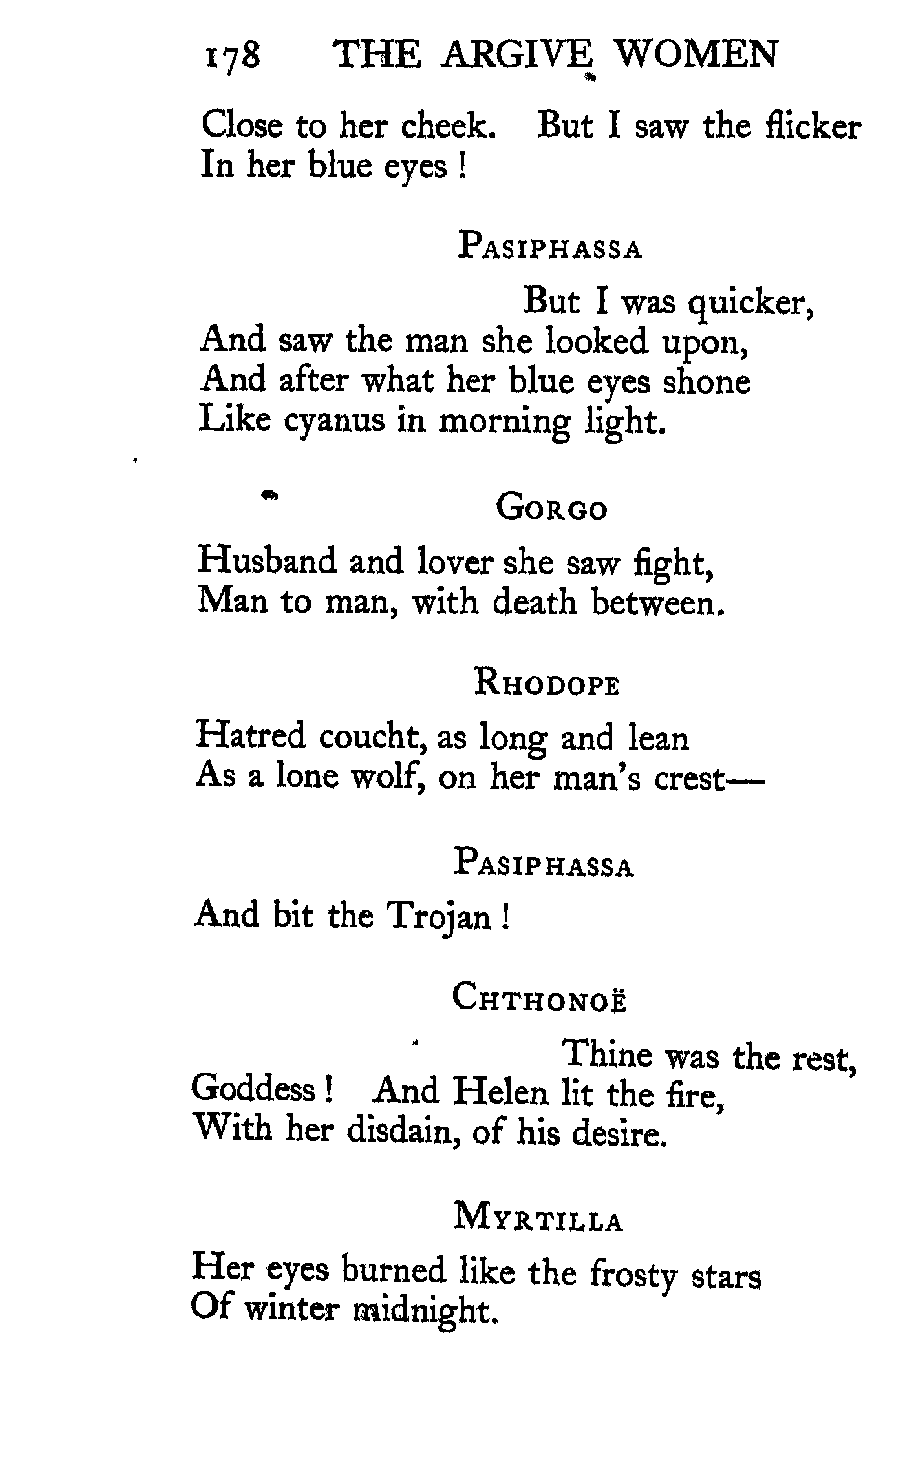 178 THE ARGIVE WOMEN
Close to her cheek. But I saw the flicker
In her blue eyes !
PASIPHASSA
But I was quicker,
And saw the man she looked upon,
And after what her blue eyes shone
Like cyanus in morning light.
GORGO
Husband and lover she saw fight,
Man to man, with death between.
RHODOPE
Hatred coucht, as long and lean
As a lone wolf, on her man's crest—
PASIPHASSA
And bit the Trojan !
CHTHONOË
Thine was the rest,
Goddess ! And Helen lit the fire,
With her disdain, of his desire.
MYRTILLA
Her eyes burned like the frosty stars
Of winter midnight.